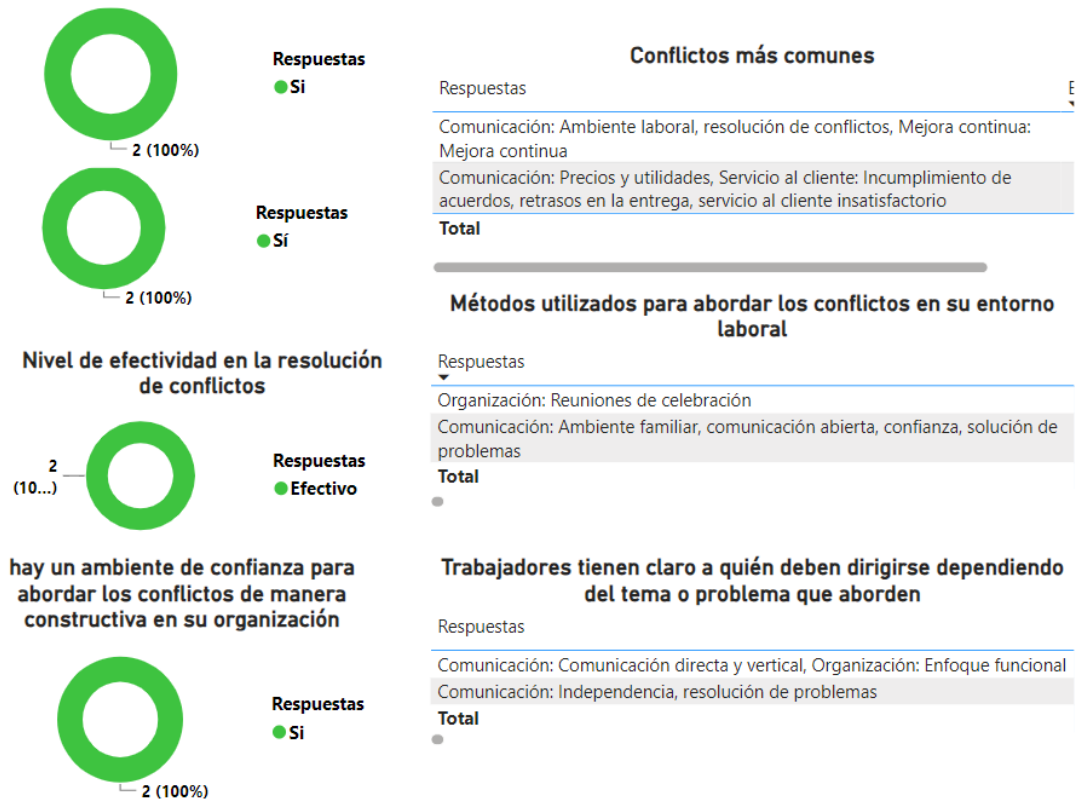 Respuestas
Si
2 (100%)
Respuestas
Sí
2 (100%)
Nivel de efectividad en la resolución
de conflictos
2
(10...)
Respuestas
Efectivo
hay un ambiente de confianza para
abordar los conflictos de manera
constructiva en su organización
Respuestas
Si
2 (100%)
Conflictos más comunes
Respuestas
Comunicación: Ambiente laboral, resolución de conflictos, Mejora continua:
Mejora continua
Comunicación: Precios y utilidades, Servicio al cliente: Incumplimiento de
acuerdos, retrasos en la entrega, servicio al cliente insatisfactorio
Total
Métodos utilizados para abordar los conflictos en su entorno
laboral
Respuestas
Organización: Reuniones de celebración
Comunicación: Ambiente familiar, comunicación abierta, confianza, solución de
problemas
Total
Trabajadores tienen claro a quién deben dirigirse dependiendo
del tema o problema que aborden
Respuestas
Comunicación: Comunicación directa y vertical, Organización: Enfoque funcional
Comunicación: Independencia, resolución de problemas
Total